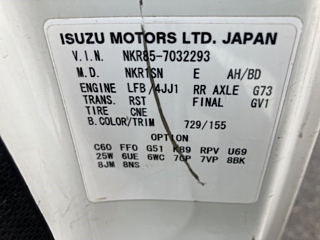 ISUZU MOTORS LTD. JAPAN
V.I.N. NKR85-7032293
M.D. NKR1SN E AH/BD
ENGINE LFB/4JJ1 RR AXLE G73
TRANS. RST FINAL GV1
TIRE CNE
B.COLOR/TRIM 729/155
OPTION
C60 FF0 G51 K89 RPV U69
25W 6UE 6WC 7CP 7VP 8BK
8JM 8NS